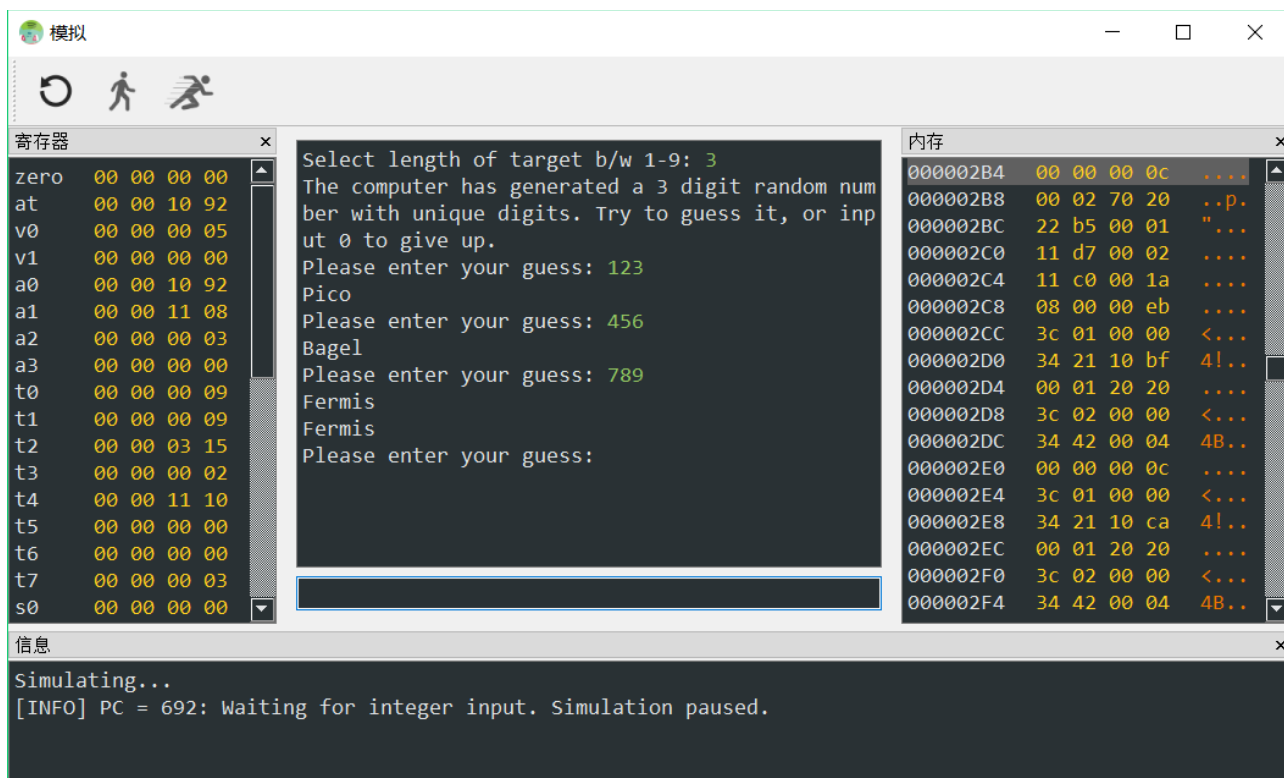 模拟
寄存器
zero 00 00 00 00
at 00 00 10 92
v0 00 00 00 05
v1 00 00 00 00
a0 00 00 10 92
a1 00 00 11 08
a2 00 00 00 03
a3 00 00 00 00
t0 00 00 00 09
t1 00 00 00 09
t2 00 00 03 15
t3 00 00 00 02
t4 00 00 11 10
t5 00 00 00 00
t6 00 00 00 00
t7 00 00 00 03
s0 00 00 00 00
Select length of target b/w 1-9: 3
The computer has generated a 3 digit random num
ber with unique digits. Try to guess it, or inp
ut 0 to give up.
Please enter your guess: 123
Pico
Please enter your guess: 456
Bagel
Please enter your guess: 789
Fermis
Fermis
Please enter your guess:
内存
000002B4 00 00 00 0c ....
000002B8 00 02 70 20 ..p.
000002BC 22 b5 00 01 "...
000002C0 11 d7 00 02 ....
000002C4 11 c0 00 1a ....
000002C8 08 00 00 eb ....
000002CC 3c 01 00 00 <...
000002D0 34 21 10 bf 4!..
000002D4 00 01 20 20 ....
000002D8 3c 02 00 00 <...
000002DC 34 42 00 04 4B..
000002E0 00 00 00 0c ....
000002E4 3c 01 00 00 <...
000002E8 34 21 10 ca 4!..
000002EC 00 01 20 20 ....
000002F0 3c 02 00 00 <...
000002F4 34 42 00 04 4B..
信息
Simulating...
[INFO] PC = 692: Waiting for integer input. Simulation paused.